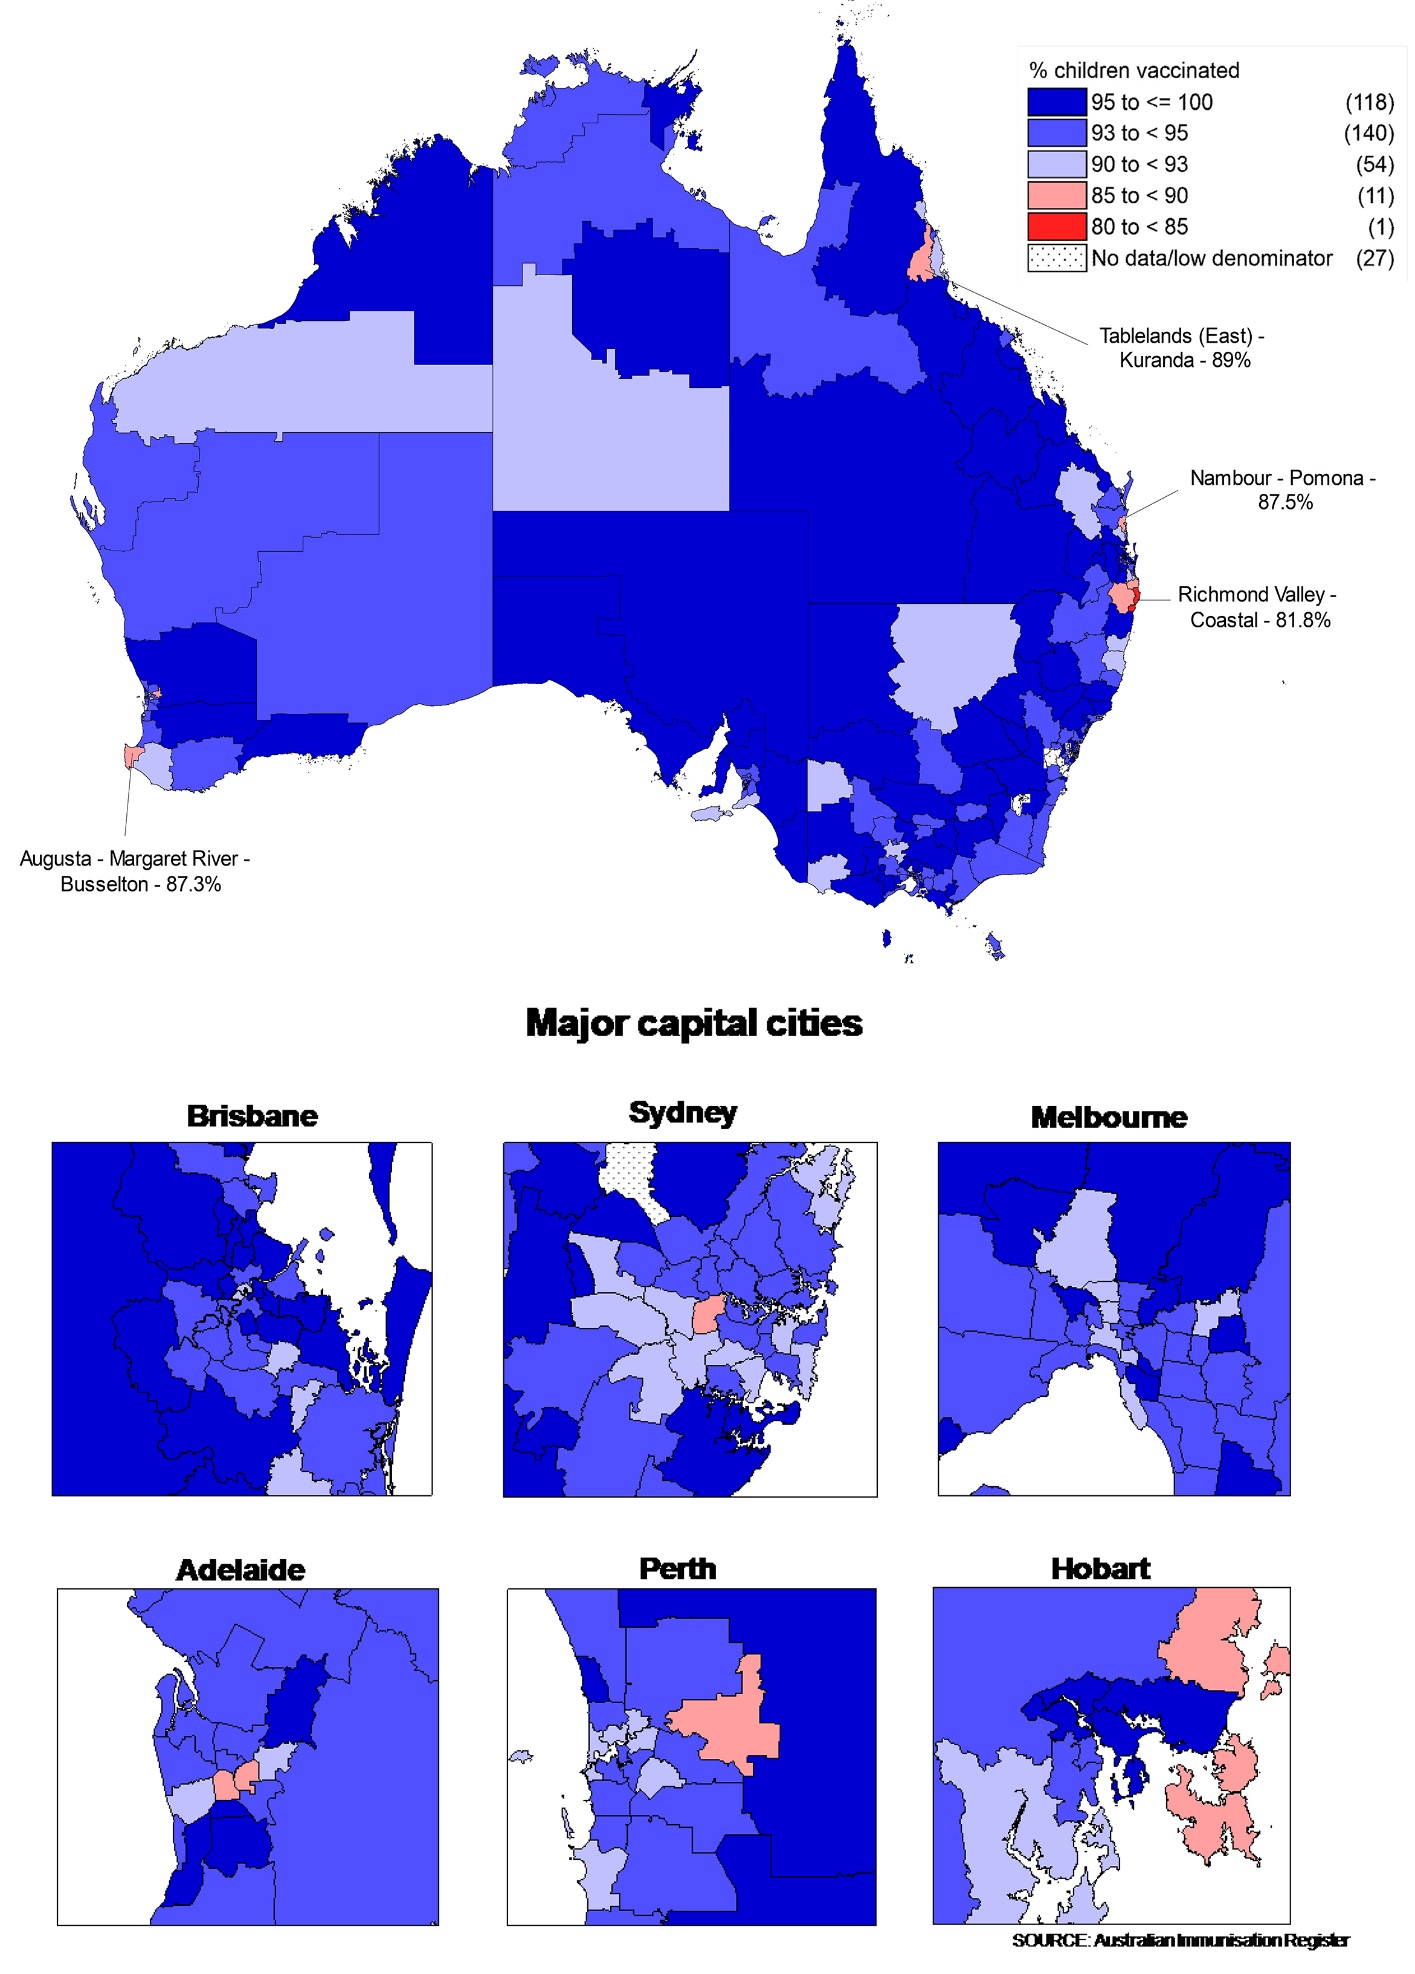 % children vaccinated
95 to <= 100 (118)
93 to < 95 (140)
90 to < 93 (54)
85 to < 90 (11)
80 to < 85 (1)
No data/low denominator (27)
Tablelands (East) -
Kuranda - 89%
Nambour - Pomona -
87.5%
Richmond Valley -
Coastal - 81.8%
Augusta - Margaret River -
Busselton - 87.3%
Major capital cities
Brisbane
Sydney
Melbourne
Adelaide
Perth
Hobart
SOURCE: Australian Immunisation Register